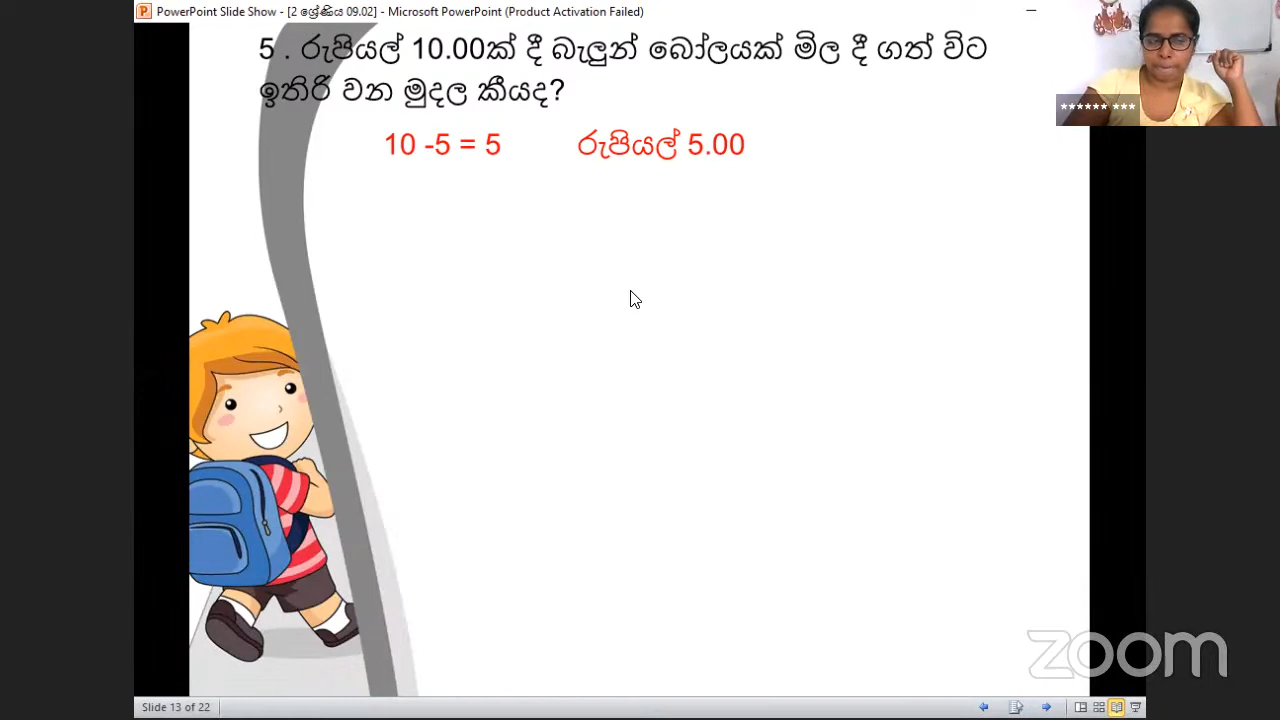 PowerPoint Slide Show - [2 ශ්‍රේණිය 09.02] - Microsoft PowerPoint (Product Activation Failed)
5 . රුපියල් 10.00ක් දී බැලුන් බෝලයක් මිල දී ගත් විට
ඉතිරි වන මුදල කීයද?
****** ***
10 -5 = 5 රුපියල් 5.00
zoom
Slide 13 of 22